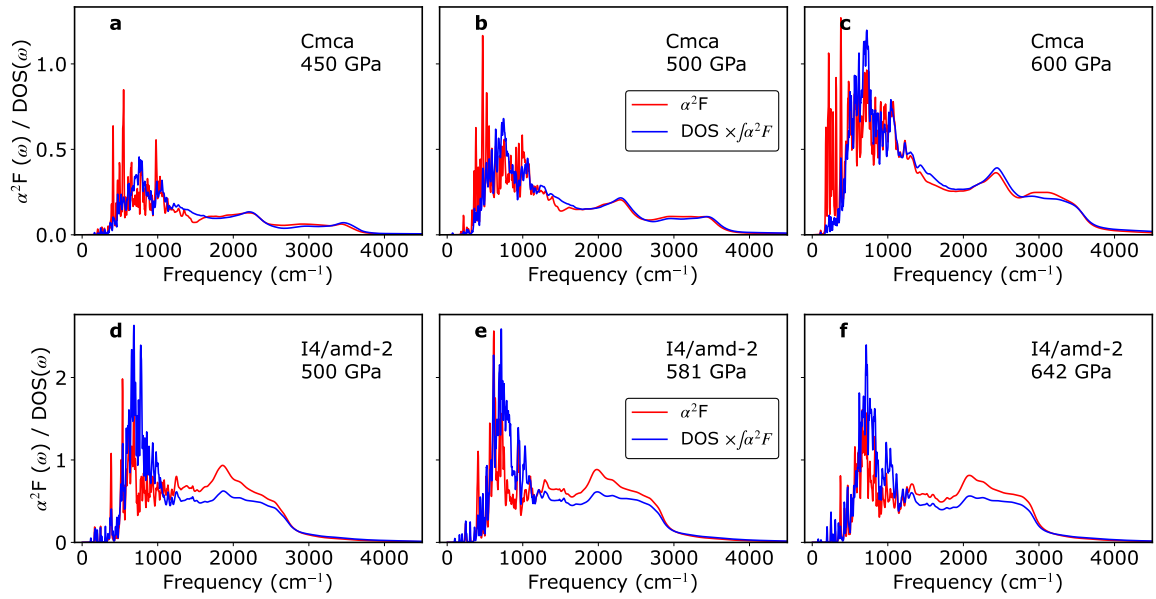 a
Cmca
450 GPa
α²F (ω) / DOS(ω)
0.0
0.5
1.0
0 1000 2000 3000 4000
Frequency (cm⁻¹)
b
Cmca
500 GPa
α²F
DOS ×∫α²F
0 1000 2000 3000 4000
Frequency (cm⁻¹)
c
Cmca
600 GPa
0 1000 2000 3000 4000
Frequency (cm⁻¹)
d
I4/amd-2
500 GPa
α²F (ω) / DOS(ω)
0
1
2
0 1000 2000 3000 4000
Frequency (cm⁻¹)
e
I4/amd-2
581 GPa
α²F
DOS ×∫α²F
0 1000 2000 3000 4000
Frequency (cm⁻¹)
f
I4/amd-2
642 GPa
0 1000 2000 3000 4000
Frequency (cm⁻¹)